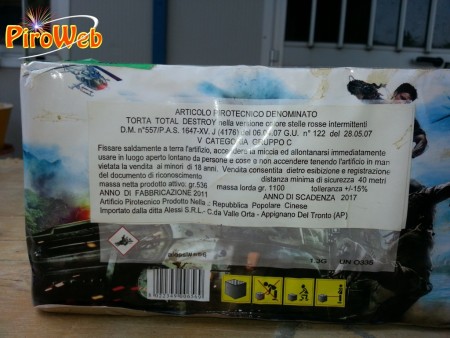 PiroWeb
ARTICOLO PIROTECNICO DENOMINATO
TORTA TOTAL DESTROY nella versione colore stelle rosse intermittenti
D.M. n°557/P.A.S. 1647-XV. J (4176) del 06.02.07 G.U. n° 122 del 28.05.07
V CATEGORIA GRUPPO C
Fissare saldamente a terra l'artifizio, accendere la miccia ed allontanarsi immediatamente
usare in luogo aperto lontano da persone e cose e non accendere tenendo l'artificio in mano
vietata la vendita ai minori di 18 anni. Vendita consentita dietro esibizione e registrazione
del documento di riconoscimento distanza minima di sicurezza 40 metri
massa netta prodotto attivo: gr.536 massa lorda gr. 1100 tolleranza +/-15%
ANNO DI FABBRICAZIONE 2011 ANNO DI SCADENZA 2017
Artificio Pirotecnico Prodotto Nella Repubblica Popolare Cinese
Importato dalla ditta Alessi S.R.L.- C.da Valle Orta - Appignano Del Tronto (AP)
1.3G UN O335